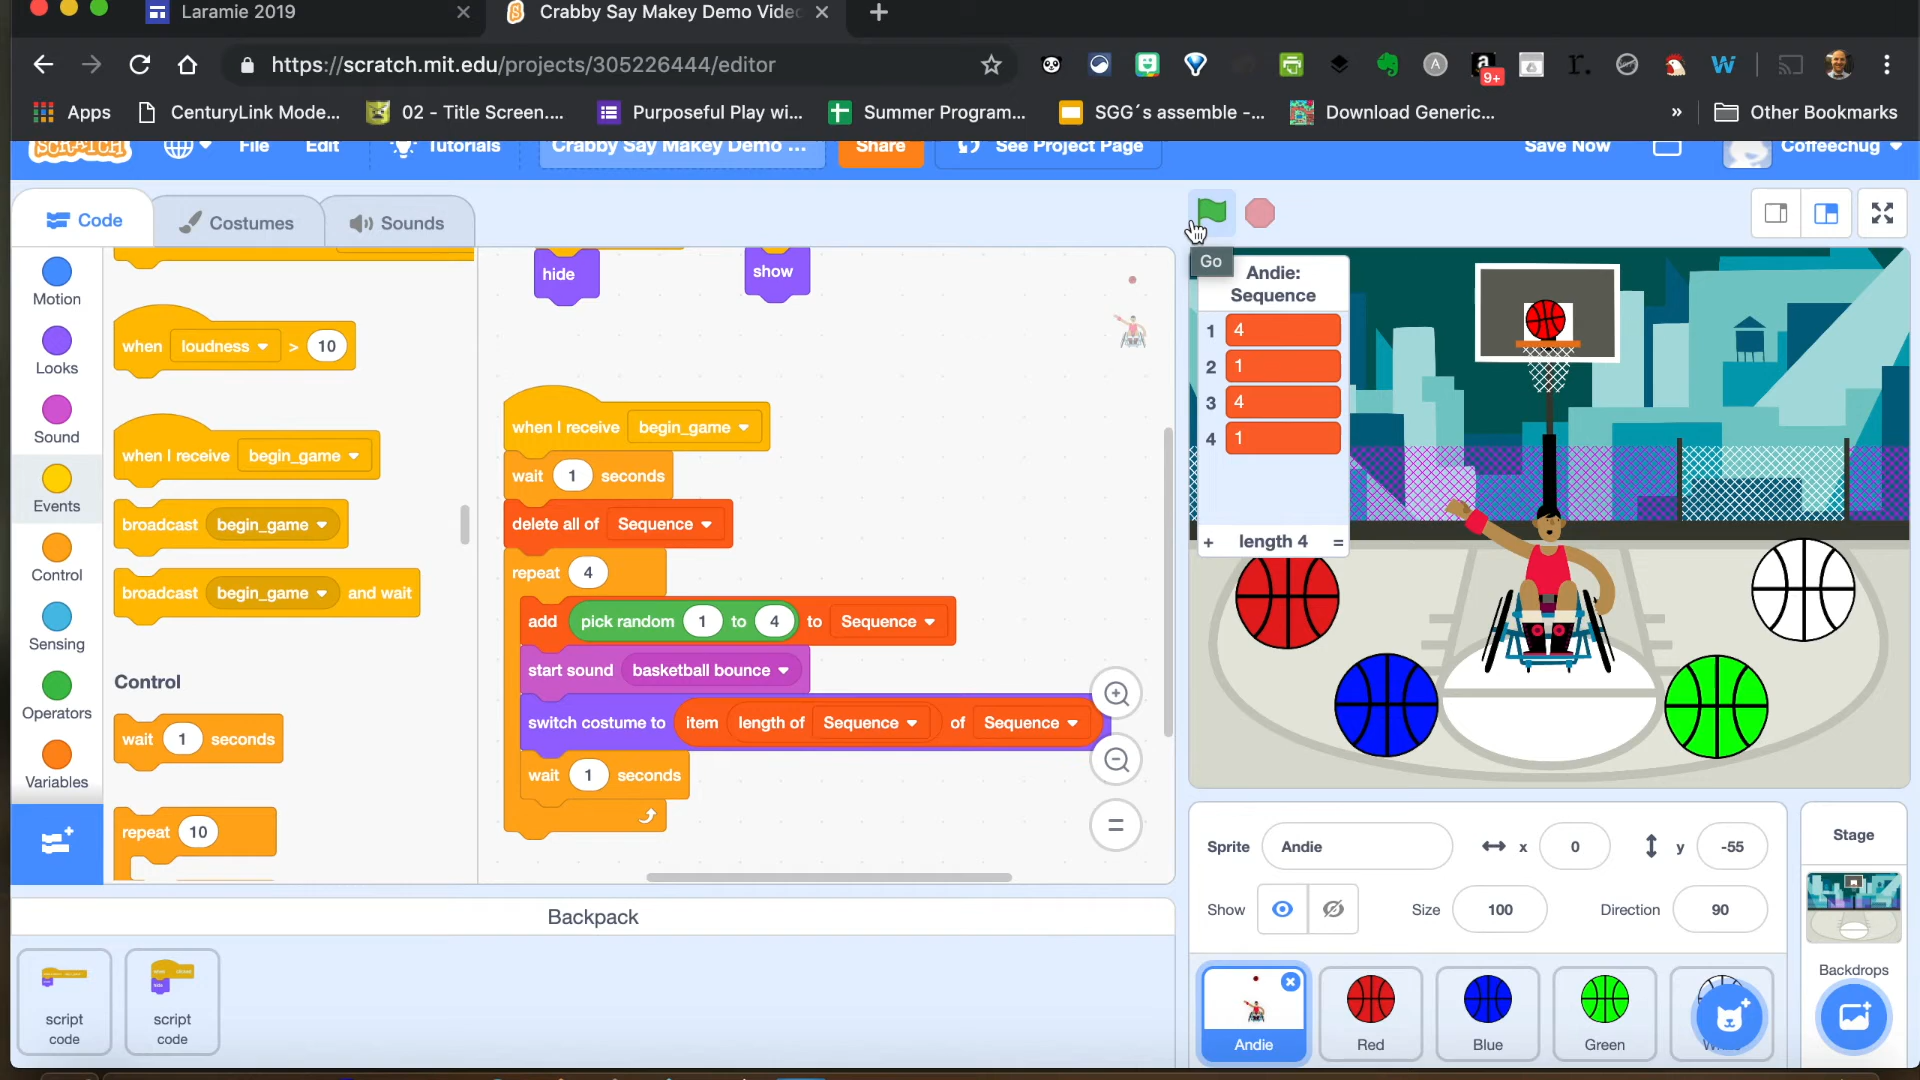 Laramie 2019
Crabby Say Makey Demo Vide
https://scratch.mit.edu/projects/305226444/editor
9+
Apps
CenturyLink Mode...
02 - Title Screen....
Purposeful Play wi...
Summer Program...
SGG´s assemble -...
Download Generic...
»
Other Bookmarks
SCRATCH
File
Edit
Tutorials
Crabby Say Makey Demo ...
Share
See Project Page
Save Now
Coffeechug
Code
Costumes
Sounds
Motion
Looks
Sound
Events
Control
Sensing
Operators
Variables
when loudness > 10
when I receive begin_game
broadcast begin_game
broadcast begin_game and wait
Control
wait 1 seconds
repeat 10
hide
show
when I receive begin_game
wait 1 seconds
delete all of Sequence
repeat 4
add pick random 1 to 4 to Sequence
start sound basketball bounce
switch costume to item length of Sequence of Sequence
wait 1 seconds
Go
Andie:
Sequence
1 4
2 1
3 4
4 1
+ length 4 =
Backpack
script
code
script
code
Sprite Andie x 0 y -55
Show Size 100 Direction 90
Andie
Red
Blue
Green
Stage
Backdrops